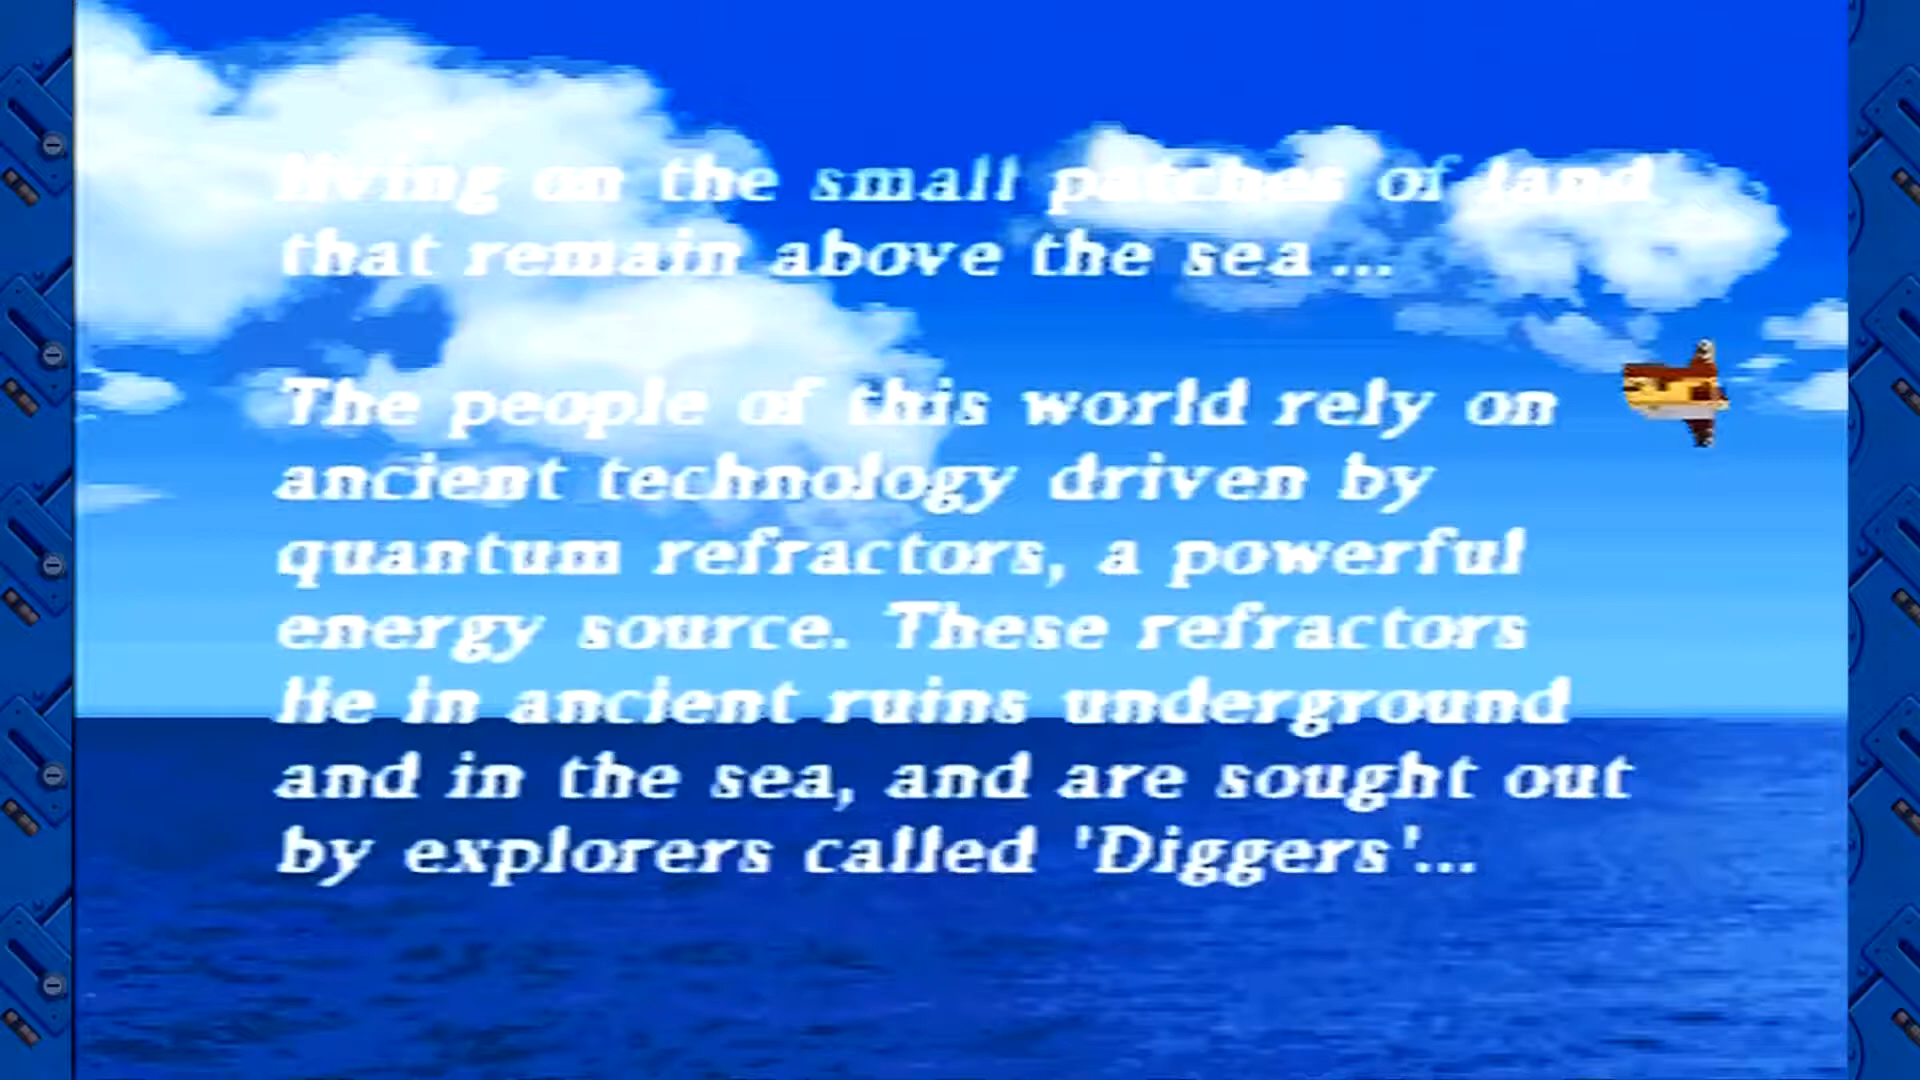 living on the small patches of land
that remain above the sea...
The people of this world rely on
ancient technology driven by
quantum refractors, a powerful
energy source. These refractors
lie in ancient ruins underground
and in the sea, and are sought out
by explorers called 'Diggers'...